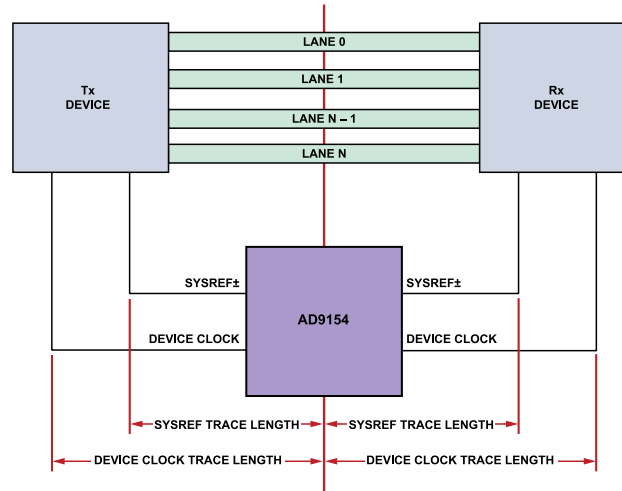 LANE 0
LANE 1
LANE N – 1
LANE N
Tx
DEVICE
Rx
DEVICE
SYSREF±
SYSREF±
AD9154
DEVICE CLOCK
DEVICE CLOCK
SYSREF TRACE LENGTH
SYSREF TRACE LENGTH
DEVICE CLOCK TRACE LENGTH
DEVICE CLOCK TRACE LENGTH